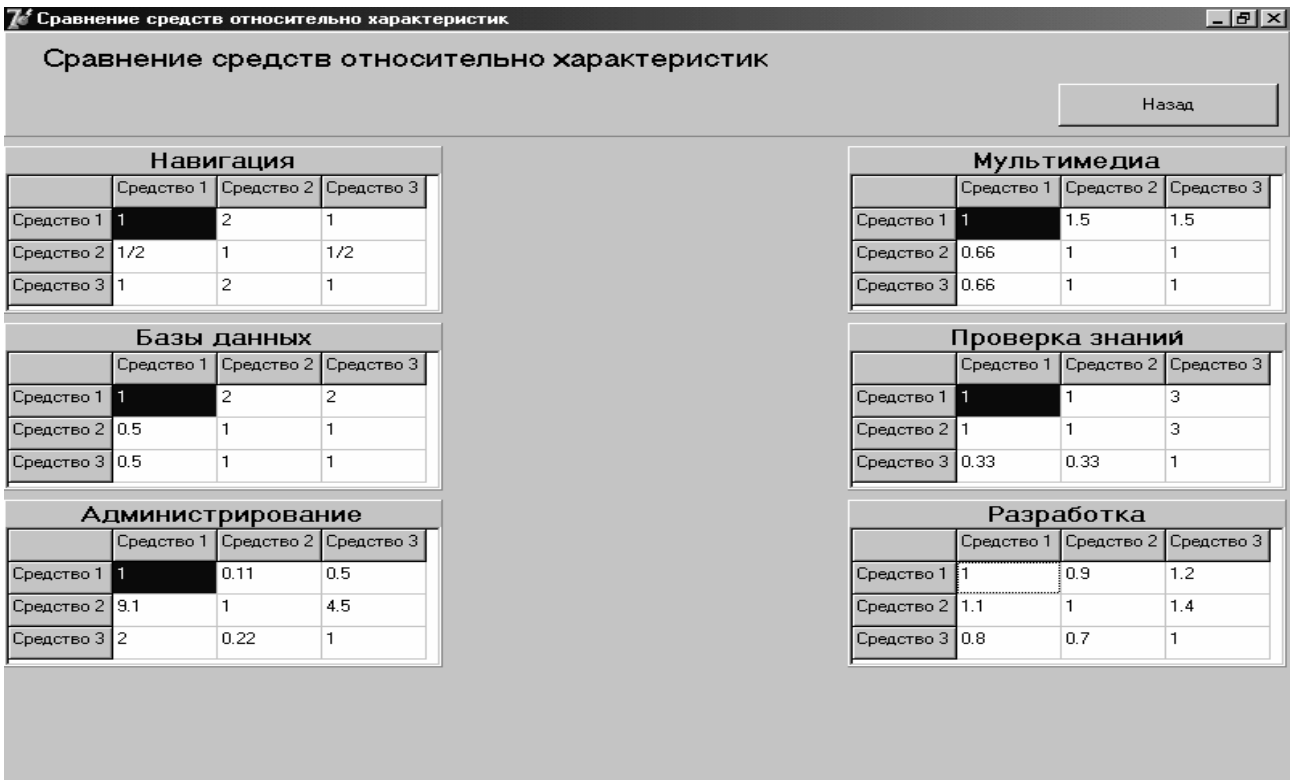 Сравнение средств относительно характеристик
Сравнение средств относительно характеристик
Назад
Навигация
Средство 1 Средство 2 Средство 3
Средство 1 1 2 1
Средство 2 1/2 1 1/2
Средство 3 1 2 1
Мультимедиа
Средство 1 Средство 2 Средство 3
Средство 1 1 1.5 1.5
Средство 2 0.66 1 1
Средство 3 0.66 1 1
Базы данных
Средство 1 Средство 2 Средство 3
Средство 1 1 2 2
Средство 2 0.5 1 1
Средство 3 0.5 1 1
Проверка знаний
Средство 1 Средство 2 Средство 3
Средство 1 1 1 3
Средство 2 1 1 3
Средство 3 0.33 0.33 1
Администрирование
Средство 1 Средство 2 Средство 3
Средство 1 1 0.11 0.5
Средство 2 9.1 1 4.5
Средство 3 2 0.22 1
Разработка
Средство 1 Средство 2 Средство 3
Средство 1 1 0.9 1.2
Средство 2 1.1 1 1.4
Средство 3 0.8 0.7 1